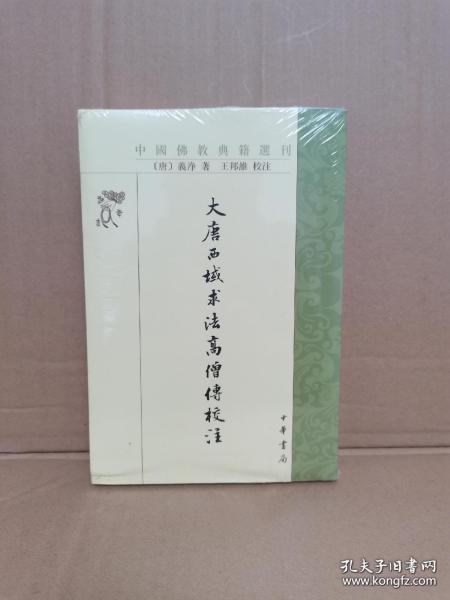 中國佛教典籍選刊
〔唐〕義淨 著 王邦維 校注
大唐西域求法高僧傳校注
中華書局
孔夫子旧书网
www.kongfz.com